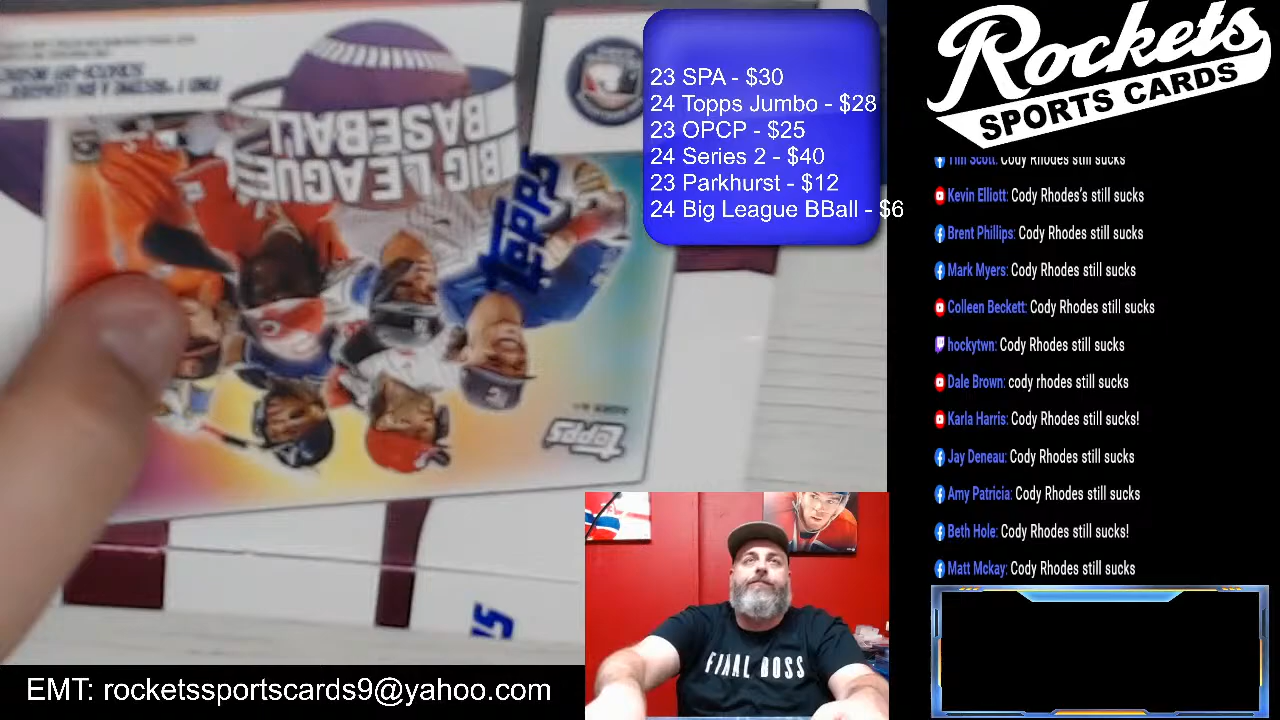 23 SPA - $30
24 Topps Jumbo - $28
23 OPCP - $25
24 Series 2 - $40
23 Parkhurst - $12
24 Big League BBall - $6
Rockets
SPORTS CARDS
Cody Rhodes still sucks
Kevin Elliott: Cody Rhodes's still sucks
Brent Phillips: Cody Rhodes still sucks
Mark Myers: Cody Rhodes still sucks
Colleen Beckett: Cody Rhodes still sucks
hockytwn: Cody Rhodes still sucks
Dale Brown: cody rhodes still sucks
Karla Harris: Cody Rhodes still sucks!
Jay Deneau: Cody Rhodes still sucks
Amy Patricia: Cody Rhodes still sucks
Beth Hole: Cody Rhodes still sucks!
Matt Mckay: Cody Rhodes still sucks
BIG LEAGUE
BASEBALL
topps
topps
FINAL BOSS
EMT: rocketssportscards9@yahoo.com